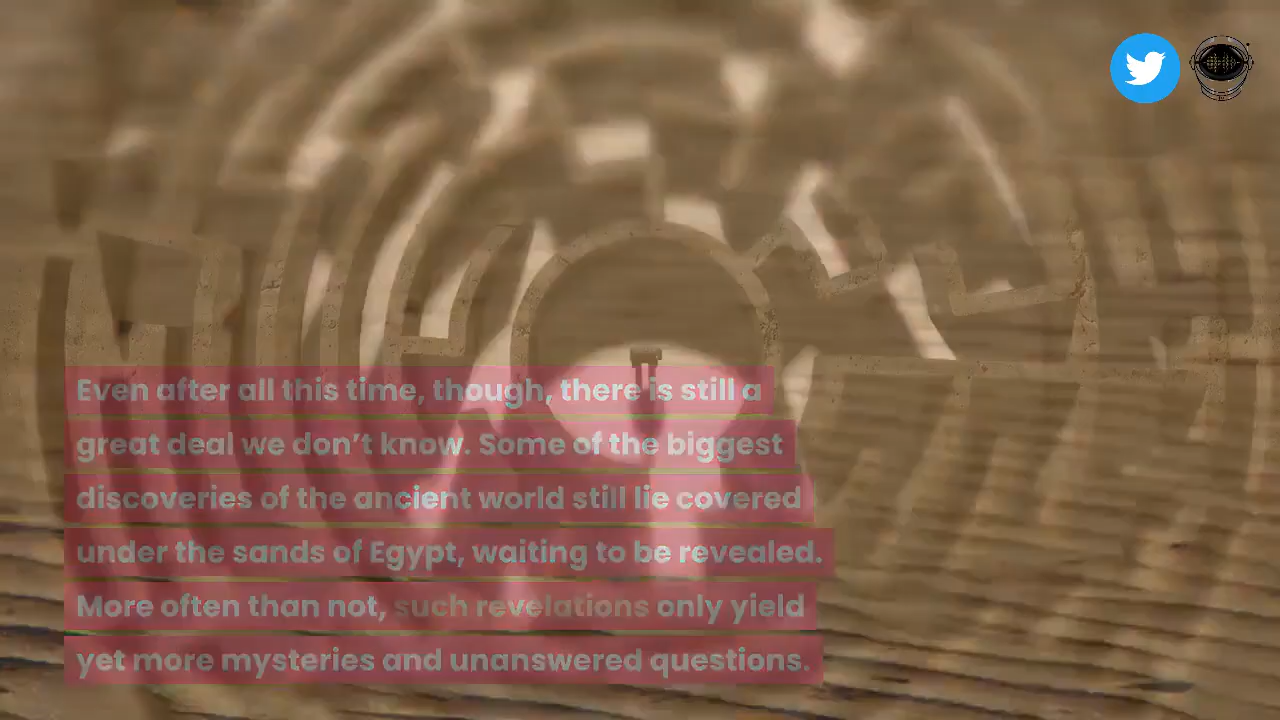 Even after all this time, though, there is still a
great deal we don’t know. Some of the biggest
discoveries of the ancient world still lie covered
under the sands of Egypt, waiting to be revealed.
More often than not, such revelations only yield
yet more mysteries and unanswered questions.